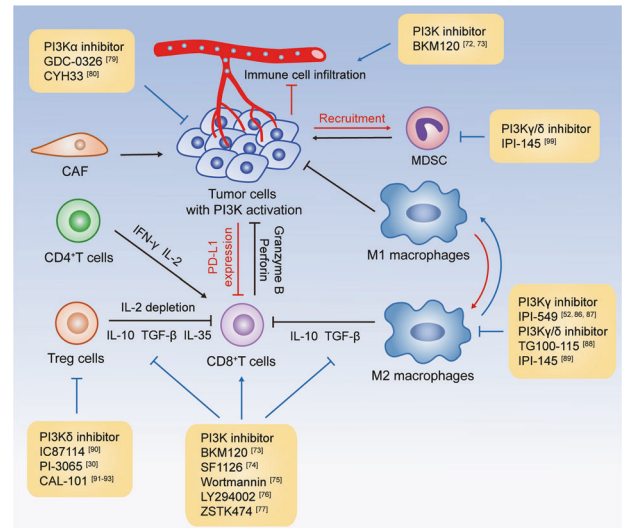 PI3Kα inhibitor
GDC-0326 [79]
CYH33 [80]
PI3K inhibitor
BKM120 [72, 73]
Immune cell infiltration
Recruitment
MDSC
PI3Kγ/δ inhibitor
IPI-145 [99]
CAF
Tumor cells
with PI3K activation
CD4+T cells
IFN-γ IL-2
PD-L1
expression
Granzyme B
Perforin
M1 macrophages
IL-2 depletion
IL-10 TGF-β IL-35
Treg cells
CD8+T cells
IL-10 TGF-β
M2 macrophages
PI3Kγ inhibitor
IPI-549 [52, 86, 87]
PI3Kγ/δ inhibitor
TG100-115 [88]
IPI-145 [89]
PI3Kδ inhibitor
IC87114 [90]
PI-3065 [30]
CAL-101 [91-93]
PI3K inhibitor
BKM120 [73]
SF1126 [74]
Wortmannin [75]
LY294002 [76]
ZSTK474 [77]